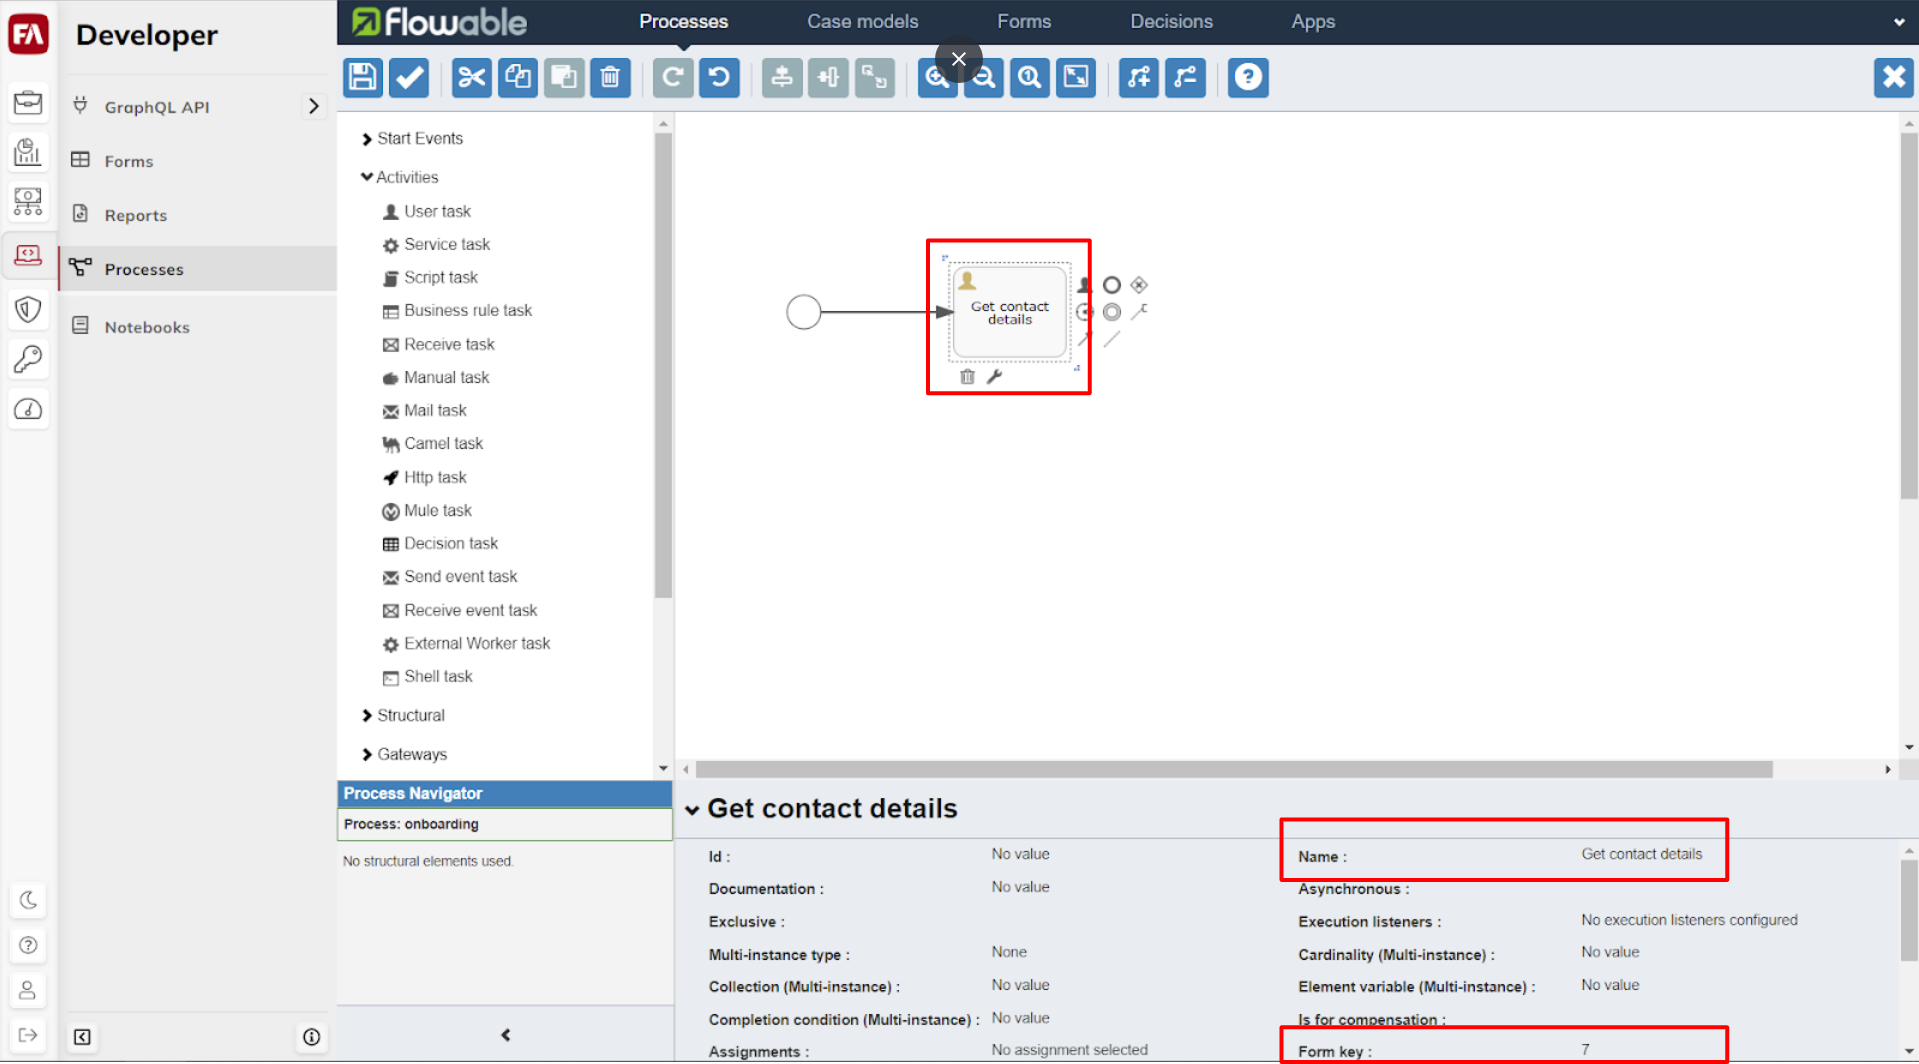 FA
Developer
GraphQL API
Forms
Reports
Processes
Notebooks
Flowable
Processes
Case models
Forms
Decisions
Apps
Start Events
Activities
User task
Service task
Script task
Business rule task
Receive task
Manual task
Mail task
Camel task
Http task
Mule task
Decision task
Send event task
Receive event task
External Worker task
Shell task
Structural
Gateways
Get contact
details
Process Navigator
Process: onboarding
No structural elements used.
Get contact details
Id : No value
Name : Get contact details
Documentation : No value
Asynchronous :
Exclusive :
Execution listeners : No execution listeners configured
Multi-instance type : None
Cardinality (Multi-instance) : No value
Collection (Multi-instance) : No value
Element variable (Multi-instance) : No value
Completion condition (Multi-instance) : No value
Is for compensation :
Assignments : No assignment selected
Form key : 7